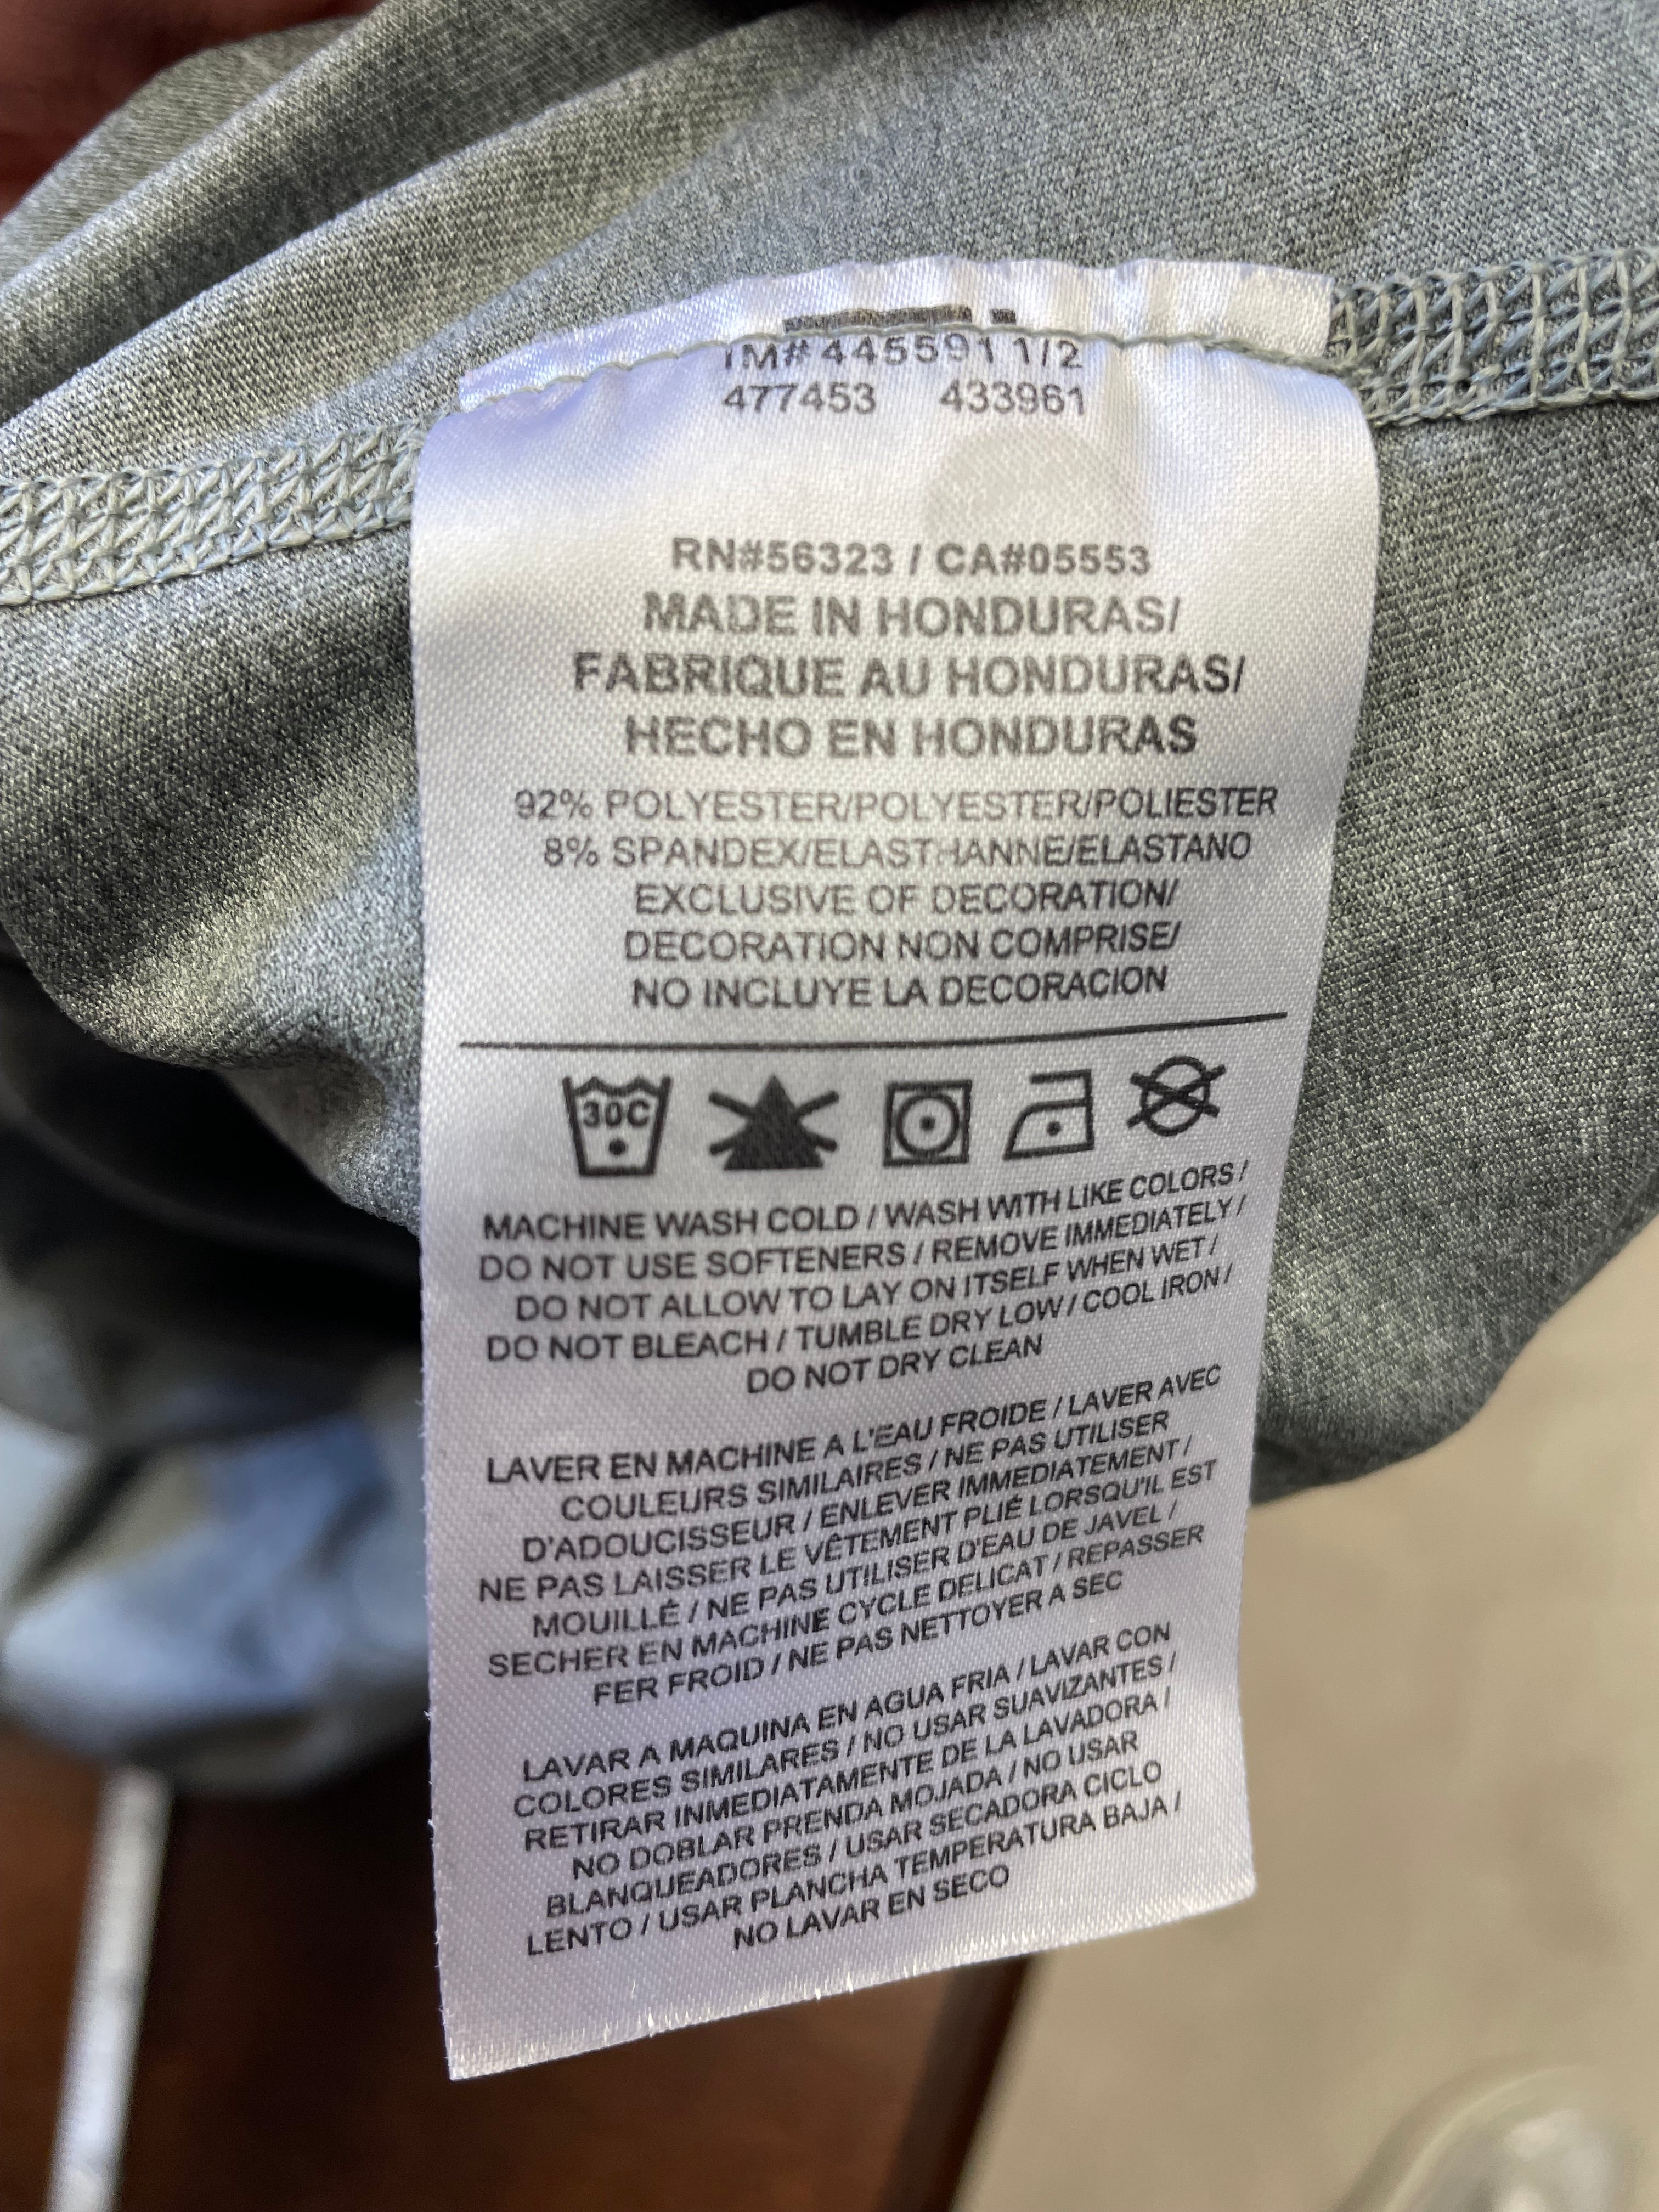 TM#445591 1/2
477453 433961
RN#56323 / CA#05553
MADE IN HONDURAS/
FABRIQUE AU HONDURAS/
HECHO EN HONDURAS
92% POLYESTER/POLYESTER/POLIESTER
8% SPANDEX/ELASTHANNE/ELASTANO
EXCLUSIVE OF DECORATION/
DECORATION NON COMPRISE/
NO INCLUYE LA DECORACION
30C
MACHINE WASH COLD / WASH WITH LIKE COLORS /
DO NOT USE SOFTENERS / REMOVE IMMEDIATELY /
DO NOT ALLOW TO LAY ON ITSELF WHEN WET /
DO NOT BLEACH / TUMBLE DRY LOW / COOL IRON /
DO NOT DRY CLEAN
LAVER EN MACHINE A L'EAU FROIDE / LAVER AVEC
COULEURS SIMILAIRES / NE PAS UTILISER
D'ADOUCISSEUR / ENLEVER IMMEDIATEMENT /
NE PAS LAISSER LE VÊTEMENT PLIÉ LORSQU'IL EST
MOUILLÉ / NE PAS UTILISER D'EAU DE JAVEL /
SECHER EN MACHINE CYCLE DELICAT / REPASSER
FER FROID / NE PAS NETTOYER A SEC
LAVAR A MAQUINA EN AGUA FRIA / LAVAR CON
COLORES SIMILARES / NO USAR SUAVIZANTES /
RETIRAR INMEDIATAMENTE DE LA LAVADORA /
NO DOBLAR PRENDA MOJADA / NO USAR
BLANQUEADORES / USAR SECADORA CICLO
LENTO / USAR PLANCHA TEMPERATURA BAJA /
NO LAVAR EN SECO